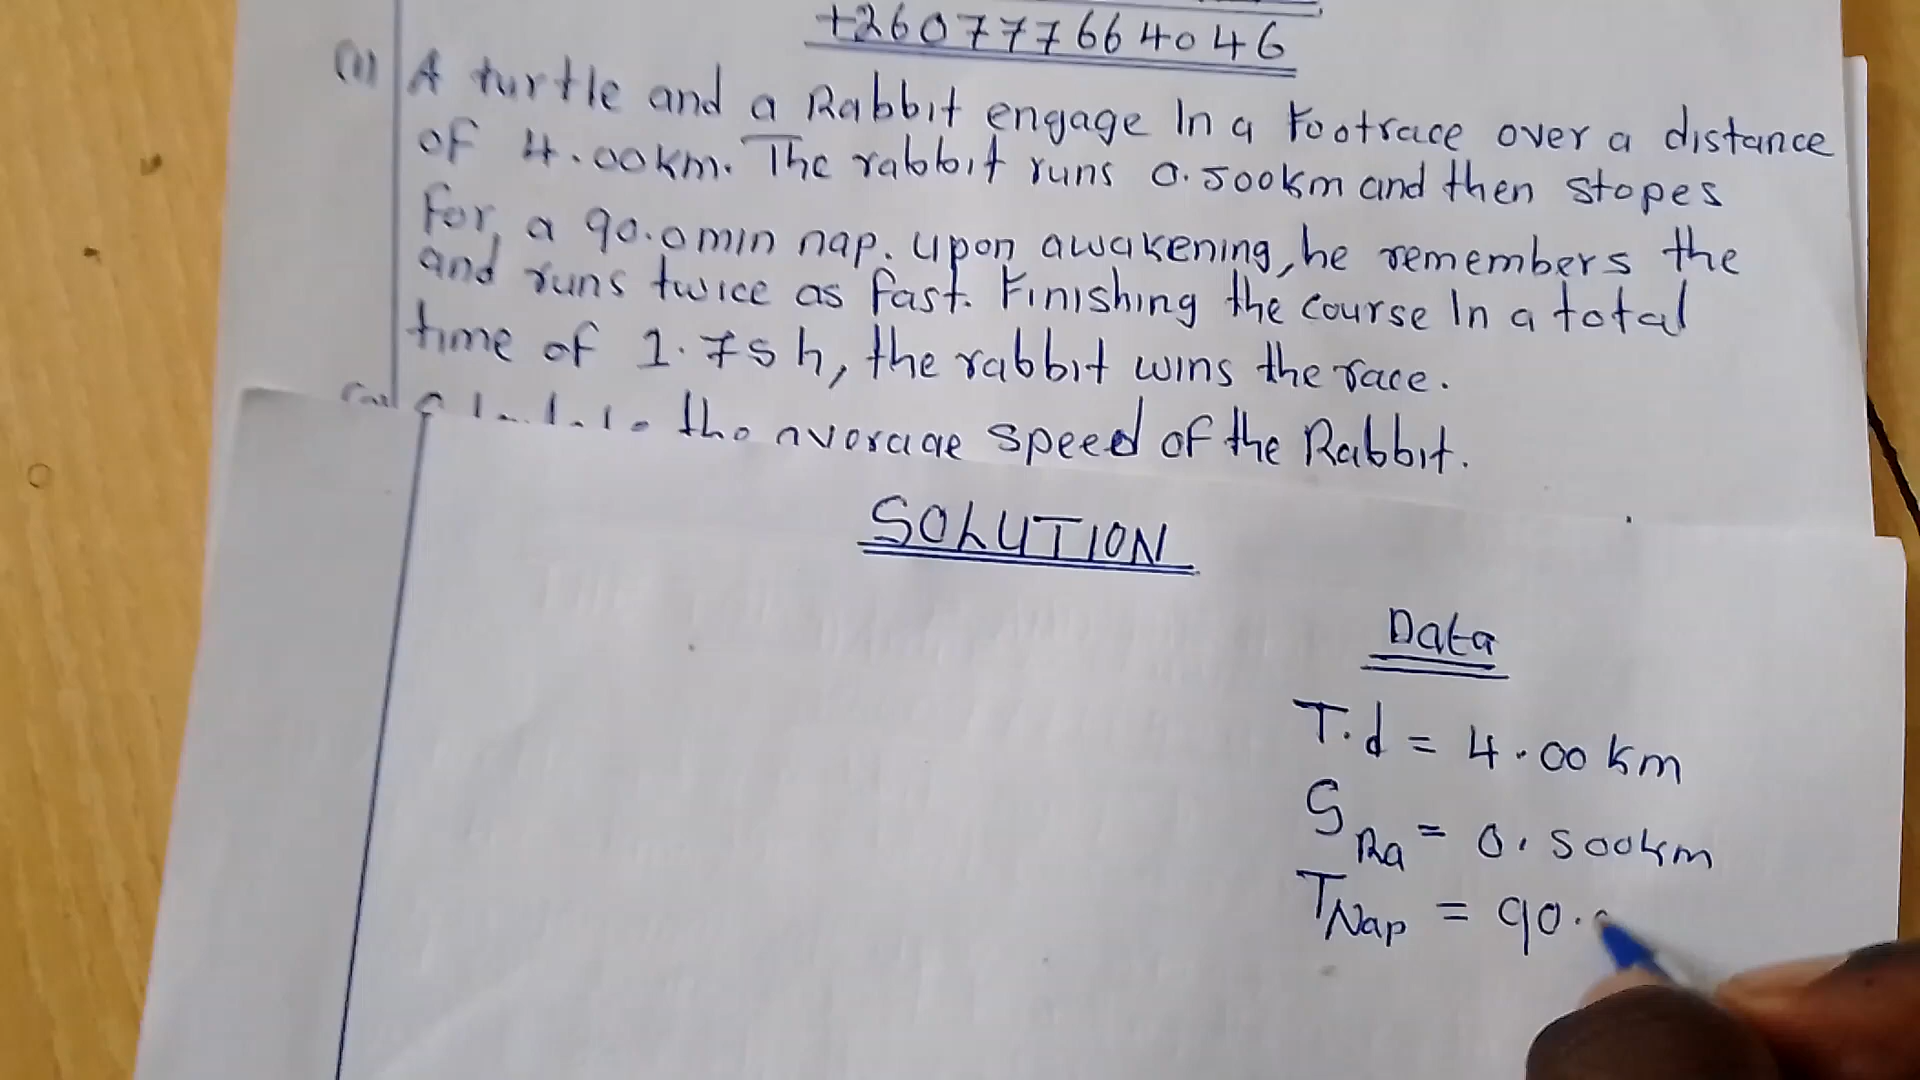 +260777664046
(1) A turtle and a Rabbit engage In a Footrace over a distance
of 4.00km. The rabbit runs 0.500km and then stopes
For a 90.0min nap. upon awakening, he remembers the
and runs twice as fast. Finishing the course In a total
time of 1.75h, the rabbit wins the race.
the average speed of the Rabbit.
SOLUTION
Data
T.d = 4.00km
S Ra = 0.500km
TNap = 90.